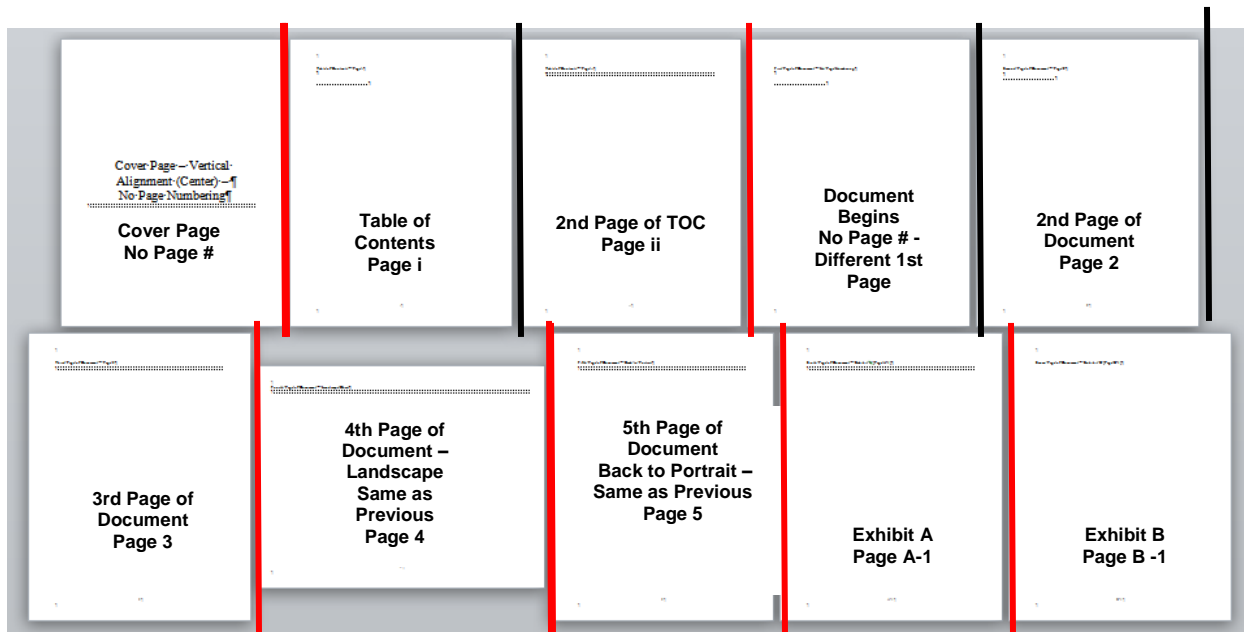 Cover·Page·–·Vertical·
Alignment·(Center)·–¶
No·Page·Numbering¶
Cover Page
No Page #
Table of
Contents
Page i
2nd Page of TOC
Page ii
Document
Begins
No Page # -
Different 1st
Page
2nd Page of
Document
Page 2
3rd Page of
Document
Page 3
4th Page of
Document –
Landscape
Same as
Previous
Page 4
5th Page of
Document
Back to Portrait –
Same as Previous
Page 5
Exhibit A
Page A-1
Exhibit B
Page B -1